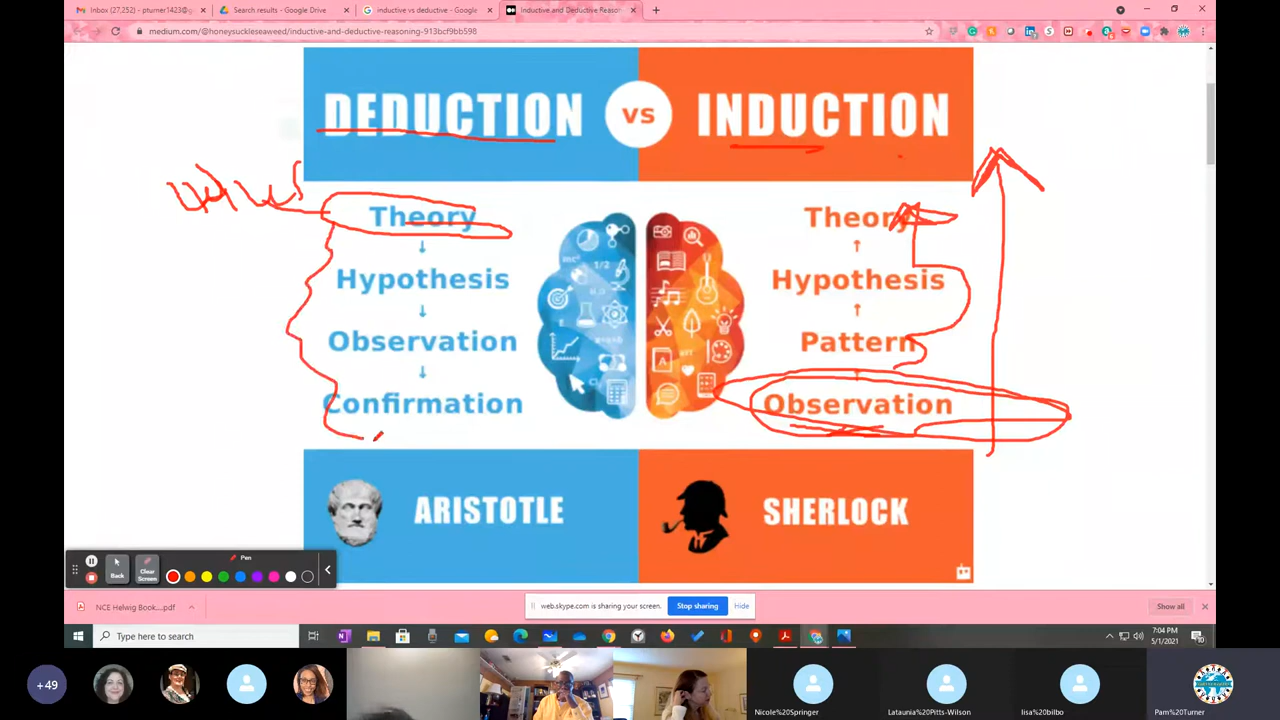 Inbox (27,252) - pturner1423@g
Search results - Google Drive
inductive vs deductive - Google
Inductive and Deductive Reason
medium.com/@honeysuckleseaweed/inductive-and-deductive-reasoning-913bcf9bb598
DEDUCTION vs INDUCTION
Theory
↓
Hypothesis
↓
Observation
↓
Confirmation
Theory
↑
Hypothesis
↑
Pattern
Observation
ARISTOTLE
SHERLOCK
Pen
Back
Clear
Screen
NCE Helwig Book....pdf
web.skype.com is sharing your screen.
Stop sharing
Hide
Show all
Type here to search
7:04 PM
5/1/2021
+49
Nicole%20Springer
Lataunia%20Pitts-Wilson
lisa%20bilbo
Pam%20Turner